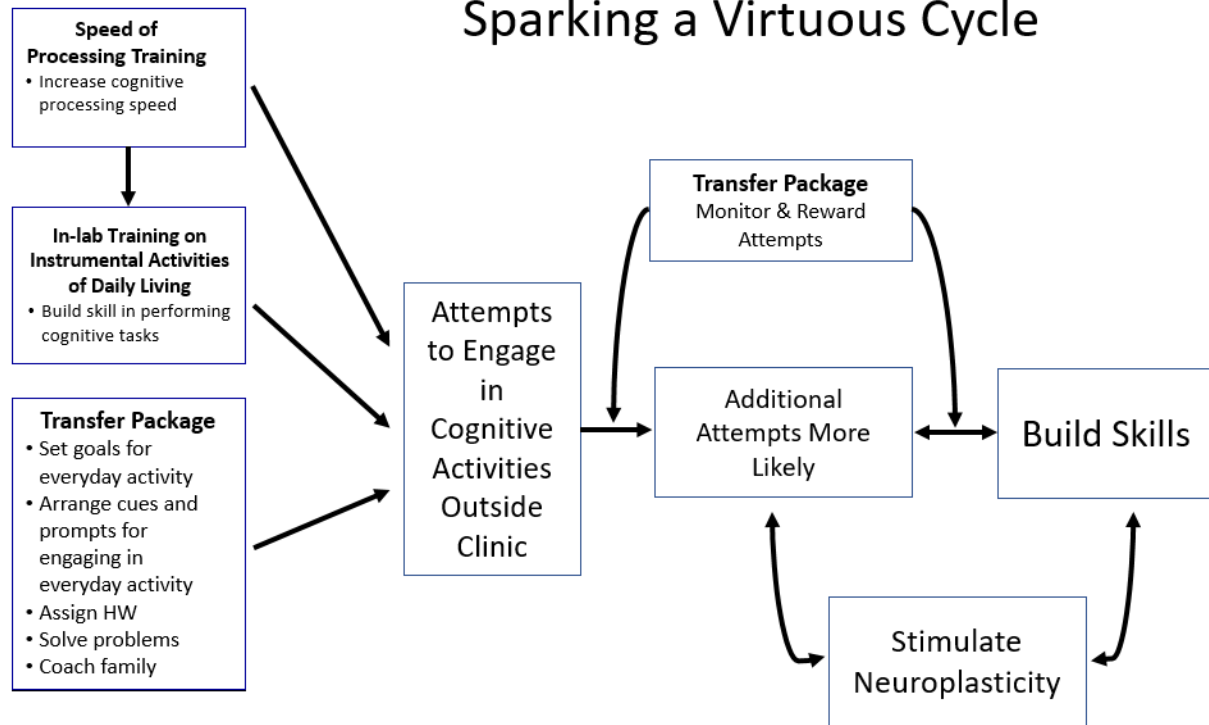 Sparking a Virtuous Cycle
Speed of
Processing Training
• Increase cognitive
processing speed
In-lab Training on
Instrumental Activities
of Daily Living
• Build skill in performing
cognitive tasks
Transfer Package
• Set goals for
everyday activity
• Arrange cues and
prompts for
engaging in
everyday activity
• Assign HW
• Solve problems
• Coach family
Attempts
to Engage
in
Cognitive
Activities
Outside
Clinic
Transfer Package
Monitor & Reward
Attempts
Additional
Attempts More
Likely
Build Skills
Stimulate
Neuroplasticity